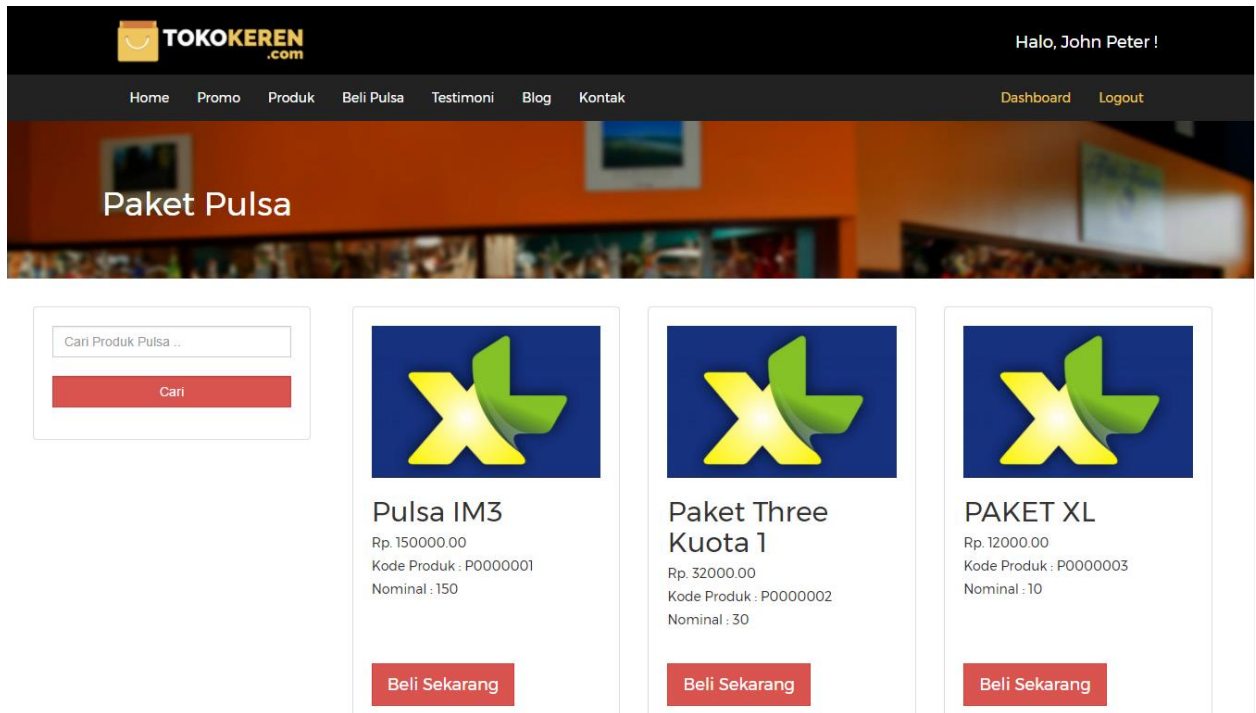 TOKOKEREN
.com
Halo, John Peter !
Home Promo Produk Beli Pulsa Testimoni Blog Kontak Dashboard Logout
Paket Pulsa
Cari Produk Pulsa ..
Cari
XL
Pulsa IM3
Rp. 150000.00
Kode Produk : P0000001
Nominal : 150
Beli Sekarang
XL
Paket Three
Kuota 1
Rp. 32000.00
Kode Produk : P0000002
Nominal : 30
Beli Sekarang
XL
PAKET XL
Rp. 12000.00
Kode Produk : P0000003
Nominal : 10
Beli Sekarang